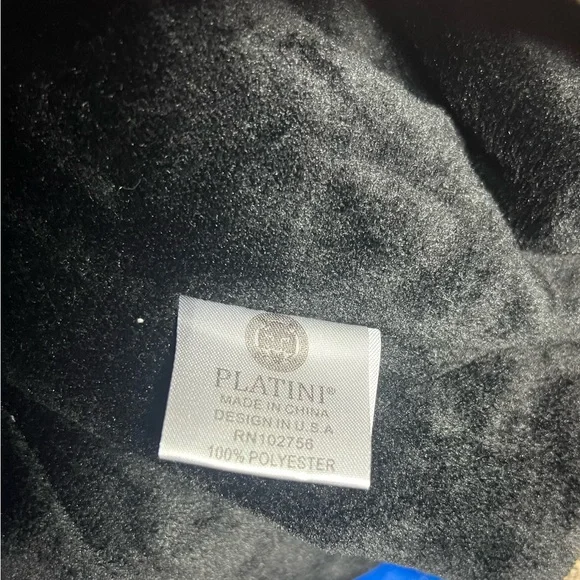 PLATINI®
MADE IN CHINA
DESIGN IN U.S.A
RN102756
100% POLYESTER